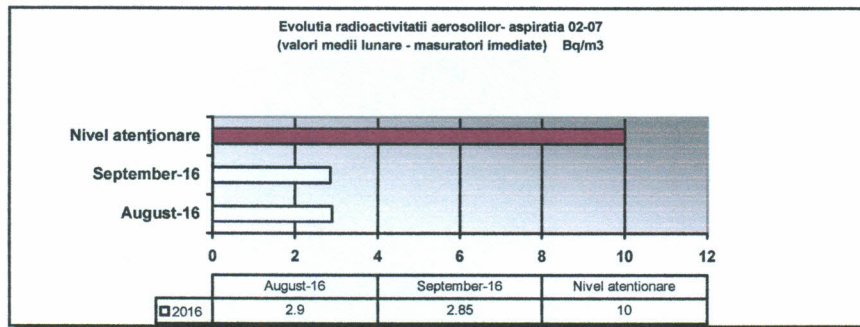 Evolutia radioactivitatii aerosolilor- aspiratia 02-07
(valori medii lunare - masuratori imediate) Bq/m3
Nivel atenţionare
September-16
August-16
0 2 4 6 8 10 12
August-16 September-16 Nivel atentionare
2016 2.9 2.85 10